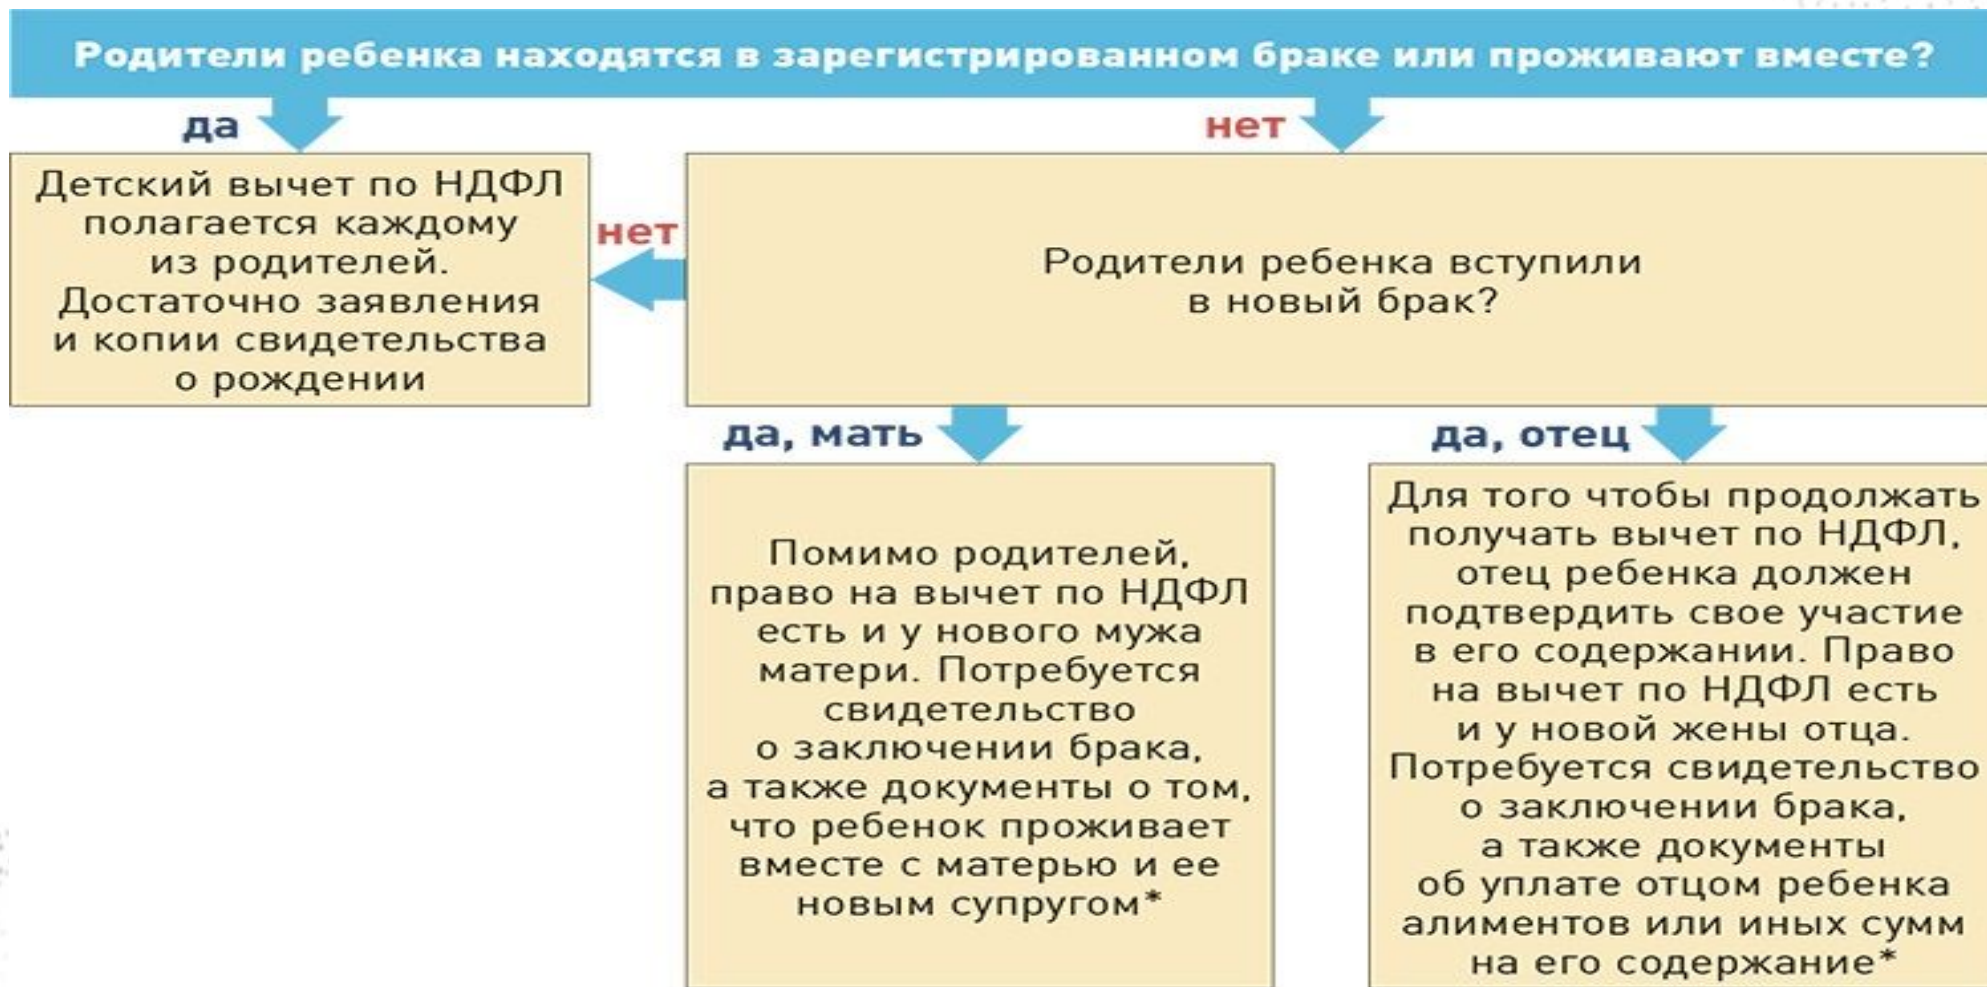 Родители ребенка находятся в зарегистрированном браке или проживают вместе?
да
нет
Детский вычет по НДФЛ
полагается каждому
из родителей.
Достаточно заявления
и копии свидетельства
о рождении
нет
Родители ребенка вступили
в новый брак?
да, мать
да, отец
Помимо родителей,
право на вычет по НДФЛ
есть и у нового мужа
матери. Потребуется
свидетельство
о заключении брака,
а также документы о том,
что ребенок проживает
вместе с матерью и ее
новым супругом*
Для того чтобы продолжать
получать вычет по НДФЛ,
отец ребенка должен
подтвердить свое участие
в его содержании. Право
на вычет по НДФЛ есть
и у новой жены отца.
Потребуется свидетельство
о заключении брака,
а также документы
об уплате отцом ребенка
алиментов или иных сумм
на его содержание*